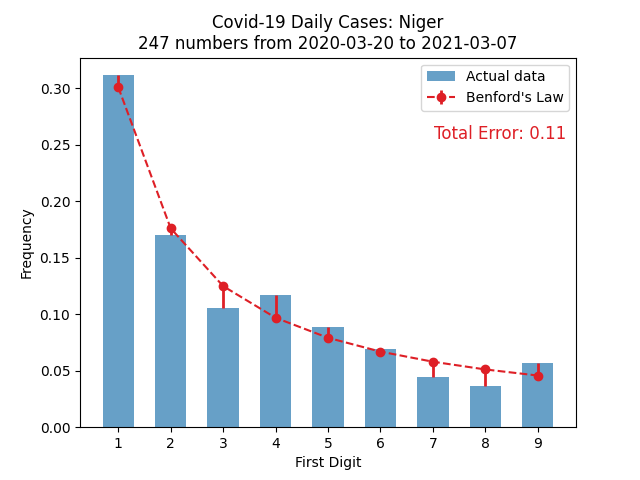 Covid-19 Daily Cases: Niger
247 numbers from 2020-03-20 to 2021-03-07
Actual data
Benford's Law
Total Error: 0.11
Frequency
0.30
0.25
0.20
0.15
0.10
0.05
0.00
1 2 3 4 5 6 7 8 9
First Digit